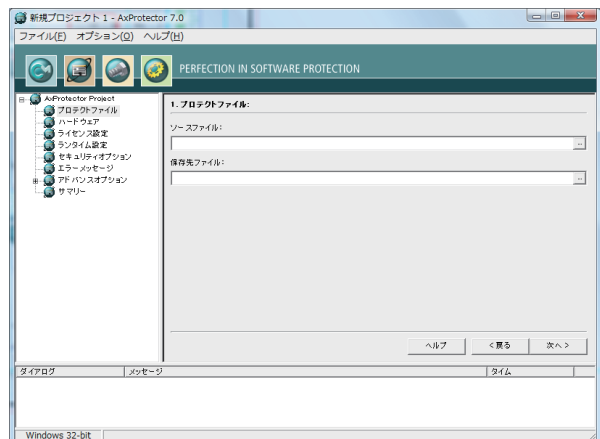 新規プロジェクト 1 - AxProtector 7.0
ファイル(F) オプション(O) ヘルプ(H)
PERFECTION IN SOFTWARE PROTECTION
AxProtector Project
プロテクトファイル
ハードウェア
ライセンス設定
ランタイム設定
セキュリティオプション
エラーメッセージ
アドバンスオプション
サマリー
1. プロテクトファイル:
ソースファイル:
...
保存先ファイル:
...
ヘルプ <戻る 次へ>
ダイアログ メッセージ タイム
Windows 32-bit